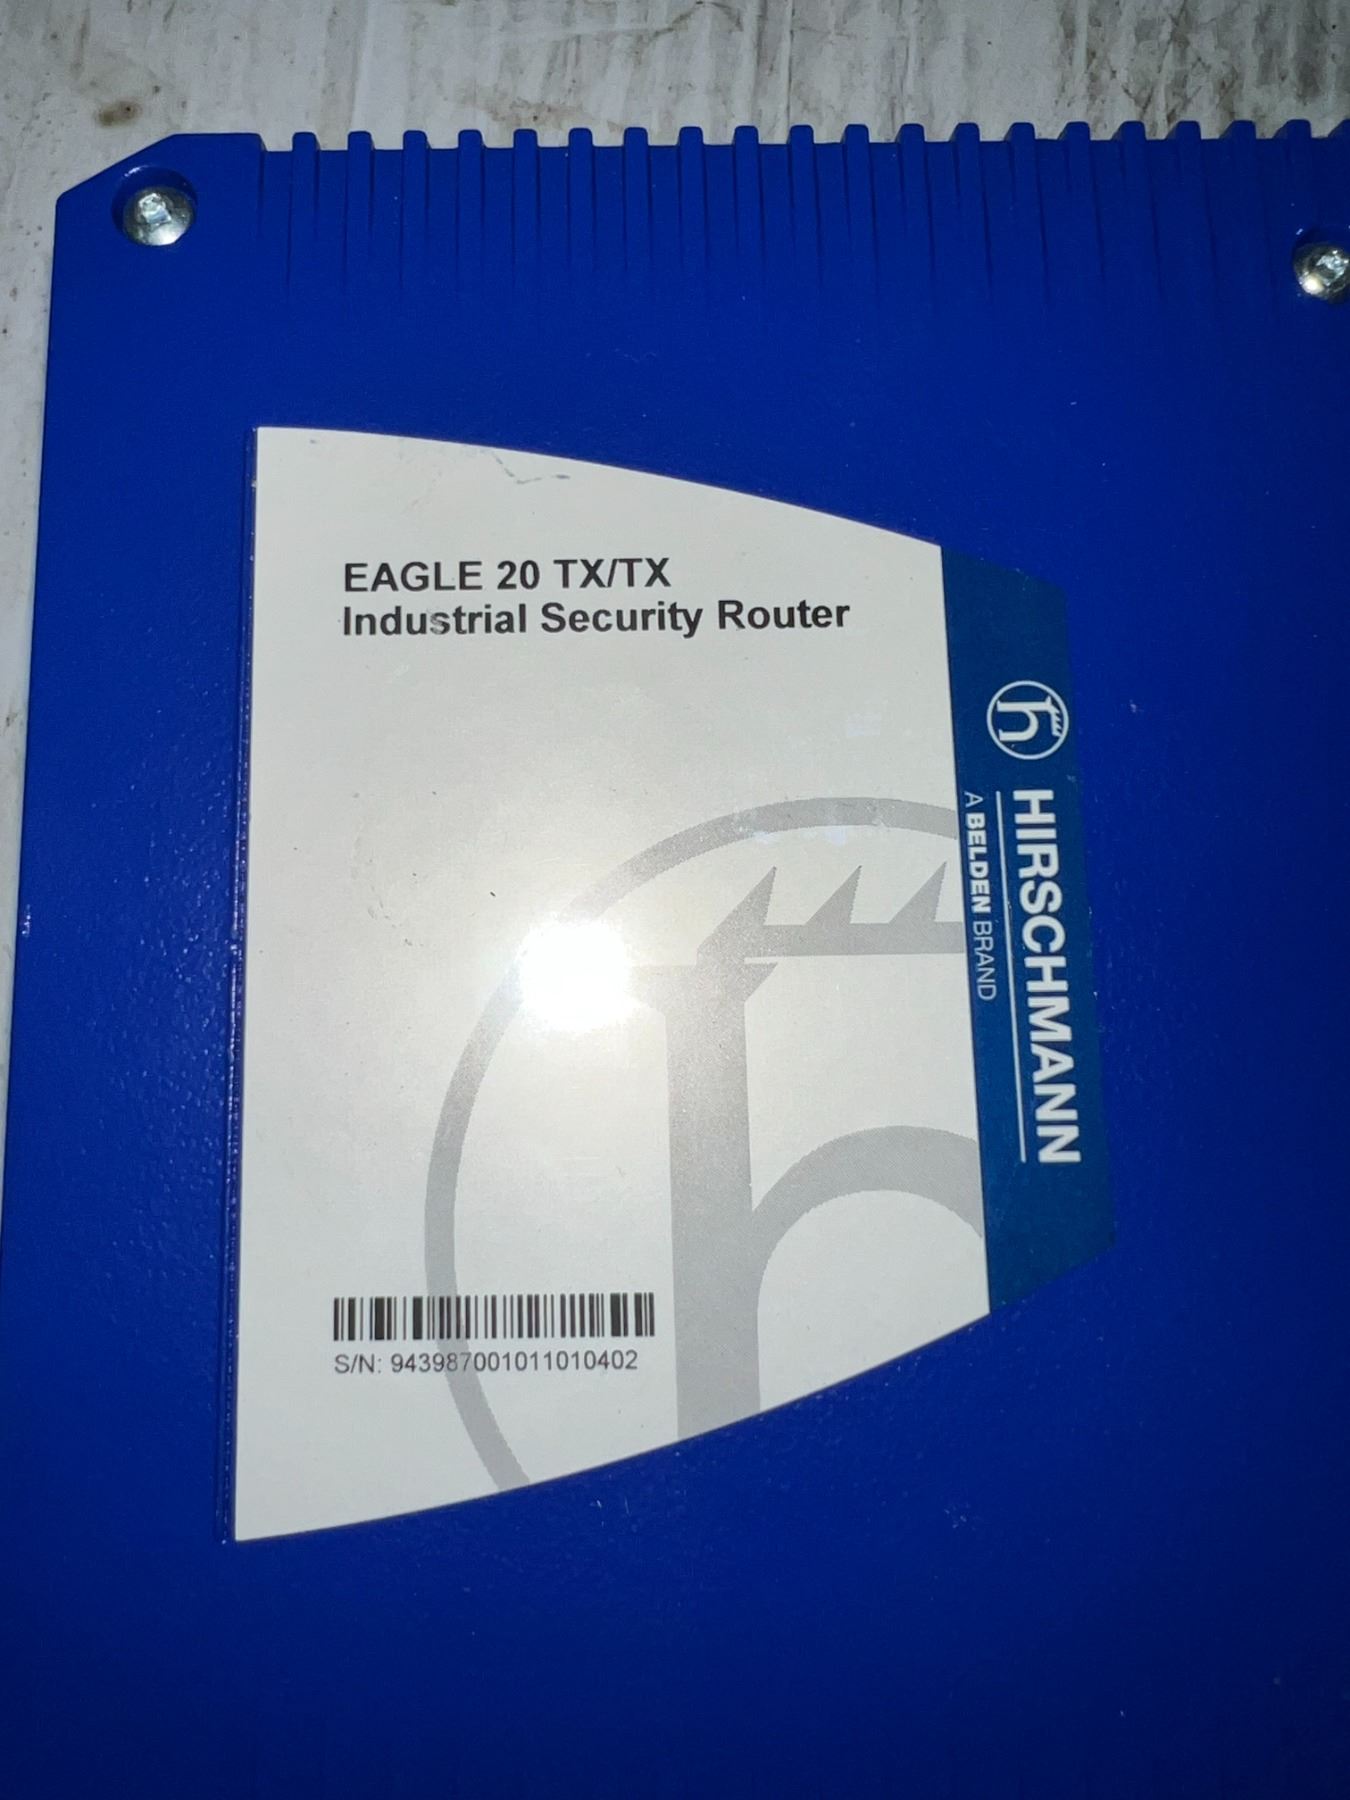 EAGLE 20 TX/TX
Industrial Security Router
HIRSCHMANN
A BELDEN BRAND
S/N: 943987001011010402